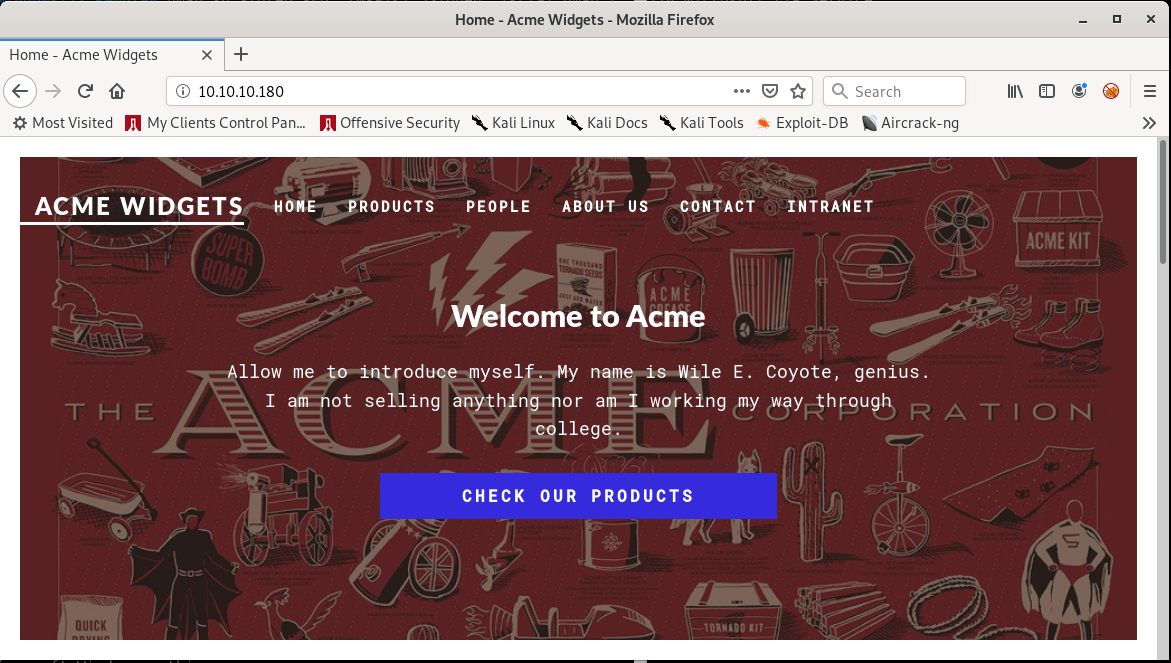 Home - Acme Widgets - Mozilla Firefox
Home - Acme Widgets
10.10.10.180
Search
Most Visited
My Clients Control Pan...
Offensive Security
Kali Linux
Kali Docs
Kali Tools
Exploit-DB
Aircrack-ng
ACME WIDGETS
HOME
PRODUCTS
PEOPLE
ABOUT US
CONTACT
INTRANET
SUPER
BOMB
ONE THOUSAND
TORNADO SEEDS
JUST ADD WATER
ACME
ACME KIT
Welcome to Acme
Allow me to introduce myself. My name is Wile E. Coyote, genius.
I am not selling anything nor am I working my way through
college.
THE ACME CORPORATION
CHECK OUR PRODUCTS
QUICK
DRYING
TORNADO KIT